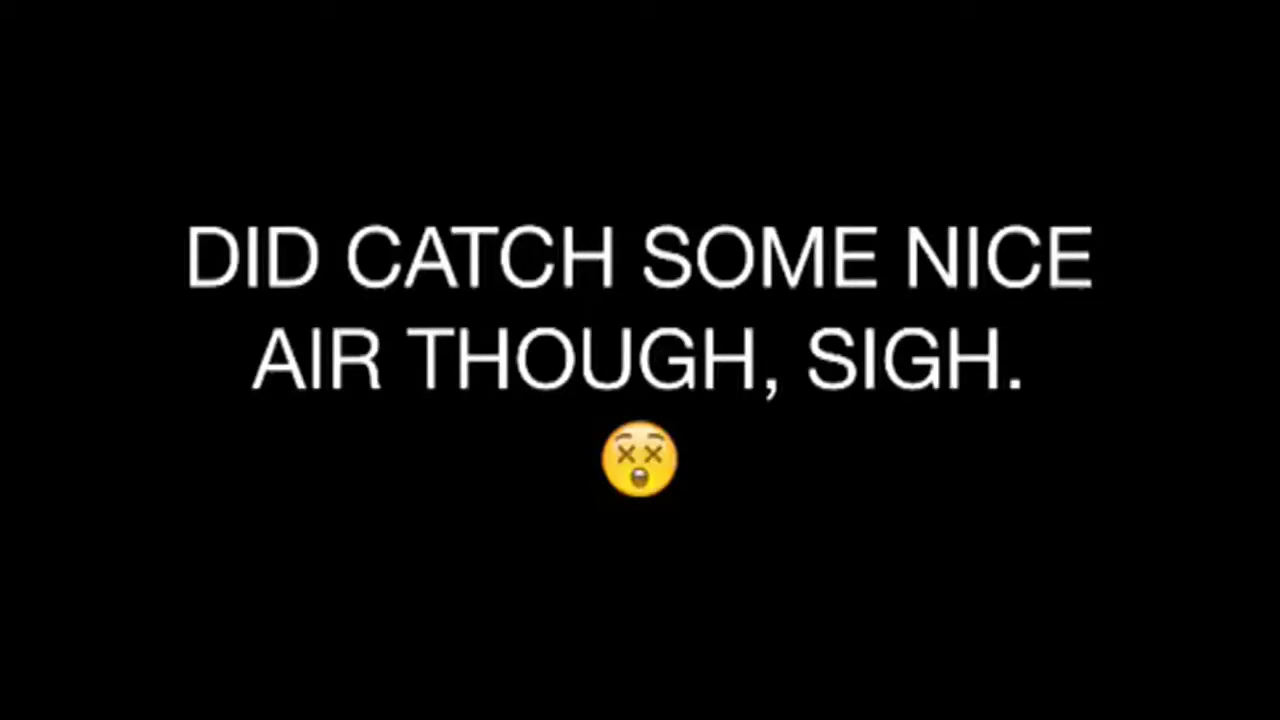 DID CATCH SOME NICE
AIR THOUGH, SIGH.
😲